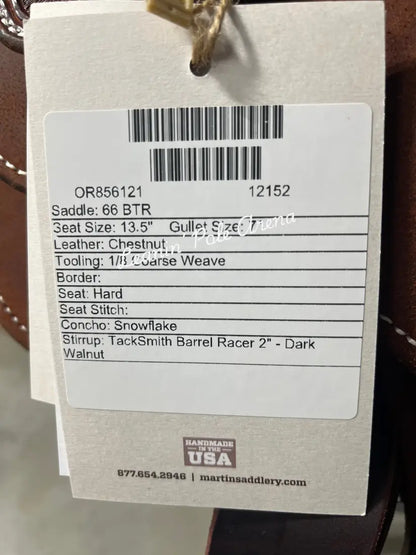 OR856121 12152
Saddle: 66 BTR
Seat Size: 13.5" Gullet Size:
Leather: Chestnut
Tooling: 1/8 Coarse Weave
Border:
Seat: Hard
Seat Stitch:
Concho: Snowflake
Stirrup: TackSmith Barrel Racer 2" - Dark
Walnut
Pole Arena
HANDMADE
IN THE
USA
877.654.2946 | martinsaddlery.com